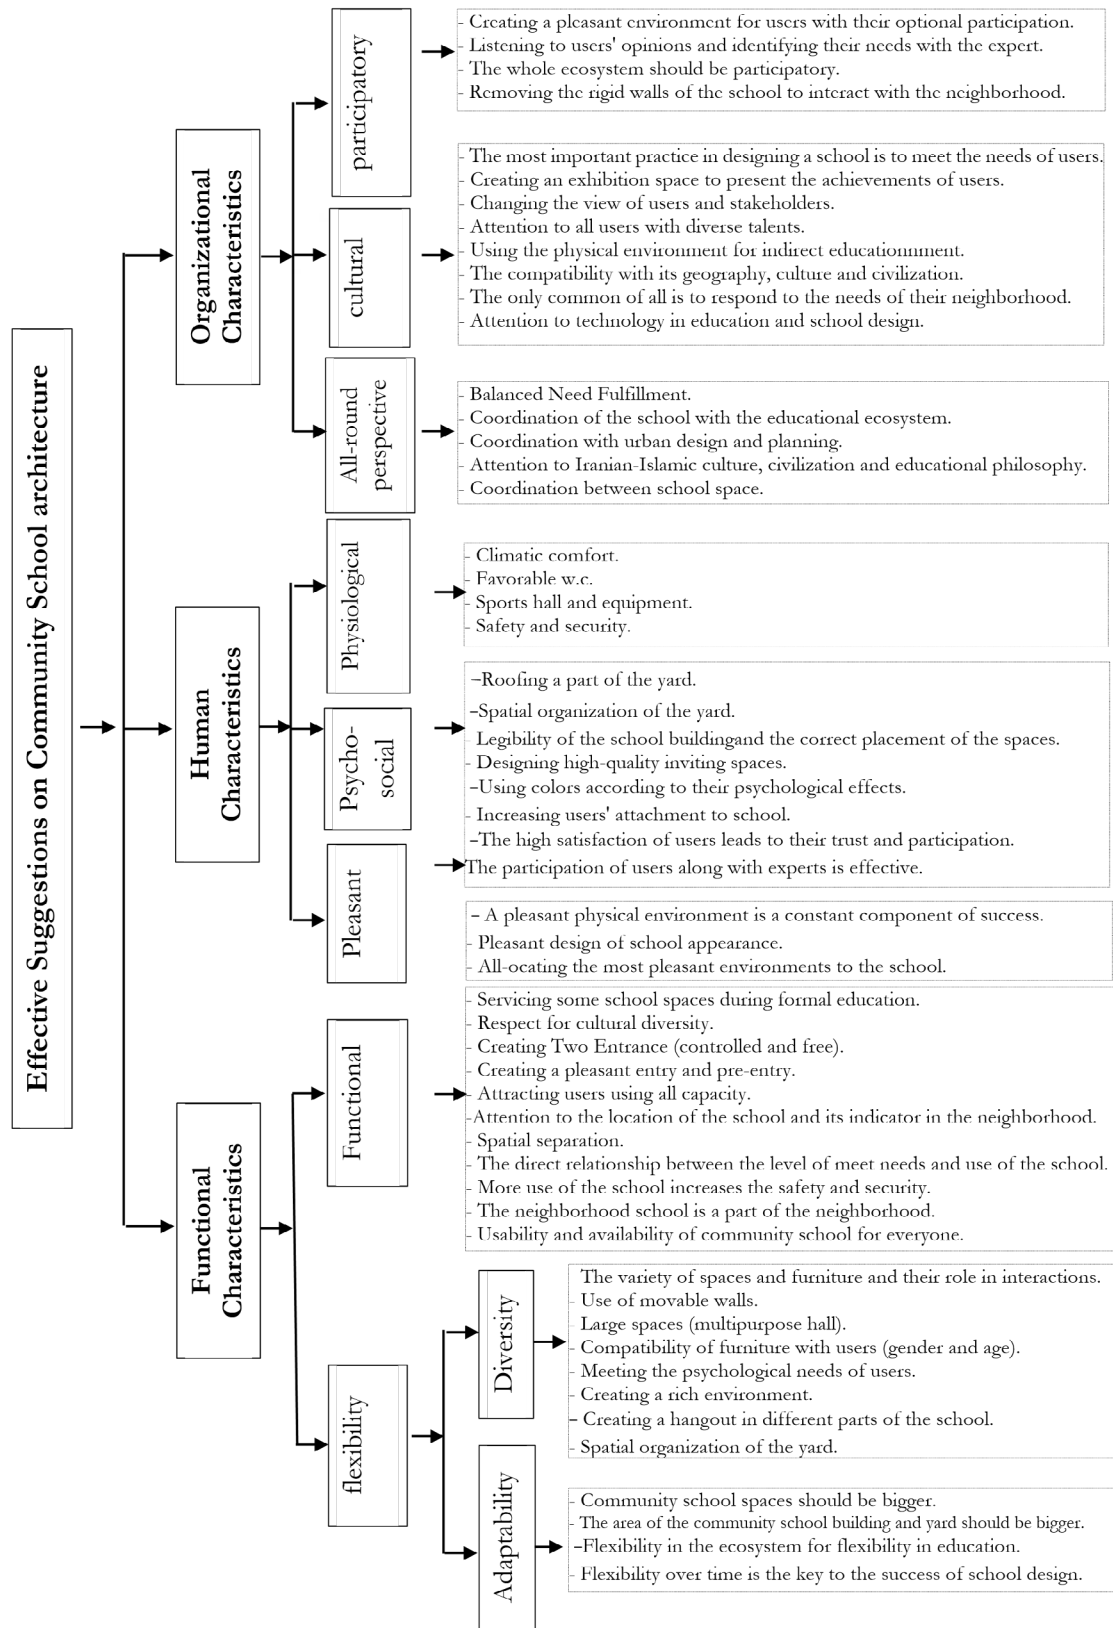 Effective Suggestions on Community School architecture
Organizational
Characteristics
participatory
- Creating a pleasant environment for users with their optional participation.
- Listening to users' opinions and identifying their needs with the expert.
- The whole ecosystem should be participatory.
- Removing the rigid walls of the school to interact with the neighborhood.
cultural
- The most important practice in designing a school is to meet the needs of users.
- Creating an exhibition space to present the achievements of users.
- Changing the view of users and stakeholders.
- Attention to all users with diverse talents.
- Using the physical environment for indirect educationnment.
- The compatibility with its geography, culture and civilization.
- The only common of all is to respond to the needs of their neighborhood.
- Attention to technology in education and school design.
All-round
perspective
- Balanced Need Fulfillment.
- Coordination of the school with the educational ecosystem.
- Coordination with urban design and planning.
- Attention to Iranian-Islamic culture, civilization and educational philosophy.
- Coordination between school space.
Human
Characteristics
Physiological
- Climatic comfort.
- Favorable w.c.
- Sports hall and equipment.
- Safety and security.
Psycho-
social
-Roofing a part of the yard.
-Spatial organization of the yard.
Legibility of the school buildingand the correct placement of the spaces.
- Designing high-quality inviting spaces.
-Using colors according to their psychological effects.
- Increasing users' attachment to school.
-The high satisfaction of users leads to their trust and participation.
The participation of users along with experts is effective.
Pleasant
- A pleasant physical environment is a constant component of success.
- Pleasant design of school appearance.
- All-ocating the most pleasant environments to the school.
Functional
Characteristics
Functional
- Servicing some school spaces during formal education.
- Respect for cultural diversity.
- Creating Two Entrance (controlled and free).
- Creating a pleasant entry and pre-entry.
- Attracting users using all capacity.
- Attention to the location of the school and its indicator in the neighborhood.
- Spatial separation.
- The direct relationship between the level of meet needs and use of the school.
- More use of the school increases the safety and security.
- The neighborhood school is a part of the neighborhood.
- Usability and availability of community school for everyone.
flexibility
Diversity
The variety of spaces and furniture and their role in interactions.
- Use of movable walls.
- Large spaces (multipurpose hall).
- Compatibility of furniture with users (gender and age).
- Meeting the psychological needs of users.
- Creating a rich environment.
- Creating a hangout in different parts of the school.
- Spatial organization of the yard.
Adaptability
- Community school spaces should be bigger.
- The area of the community school building and yard should be bigger.
-Flexibility in the ecosystem for flexibility in education.
- Flexibility over time is the key to the success of school design.